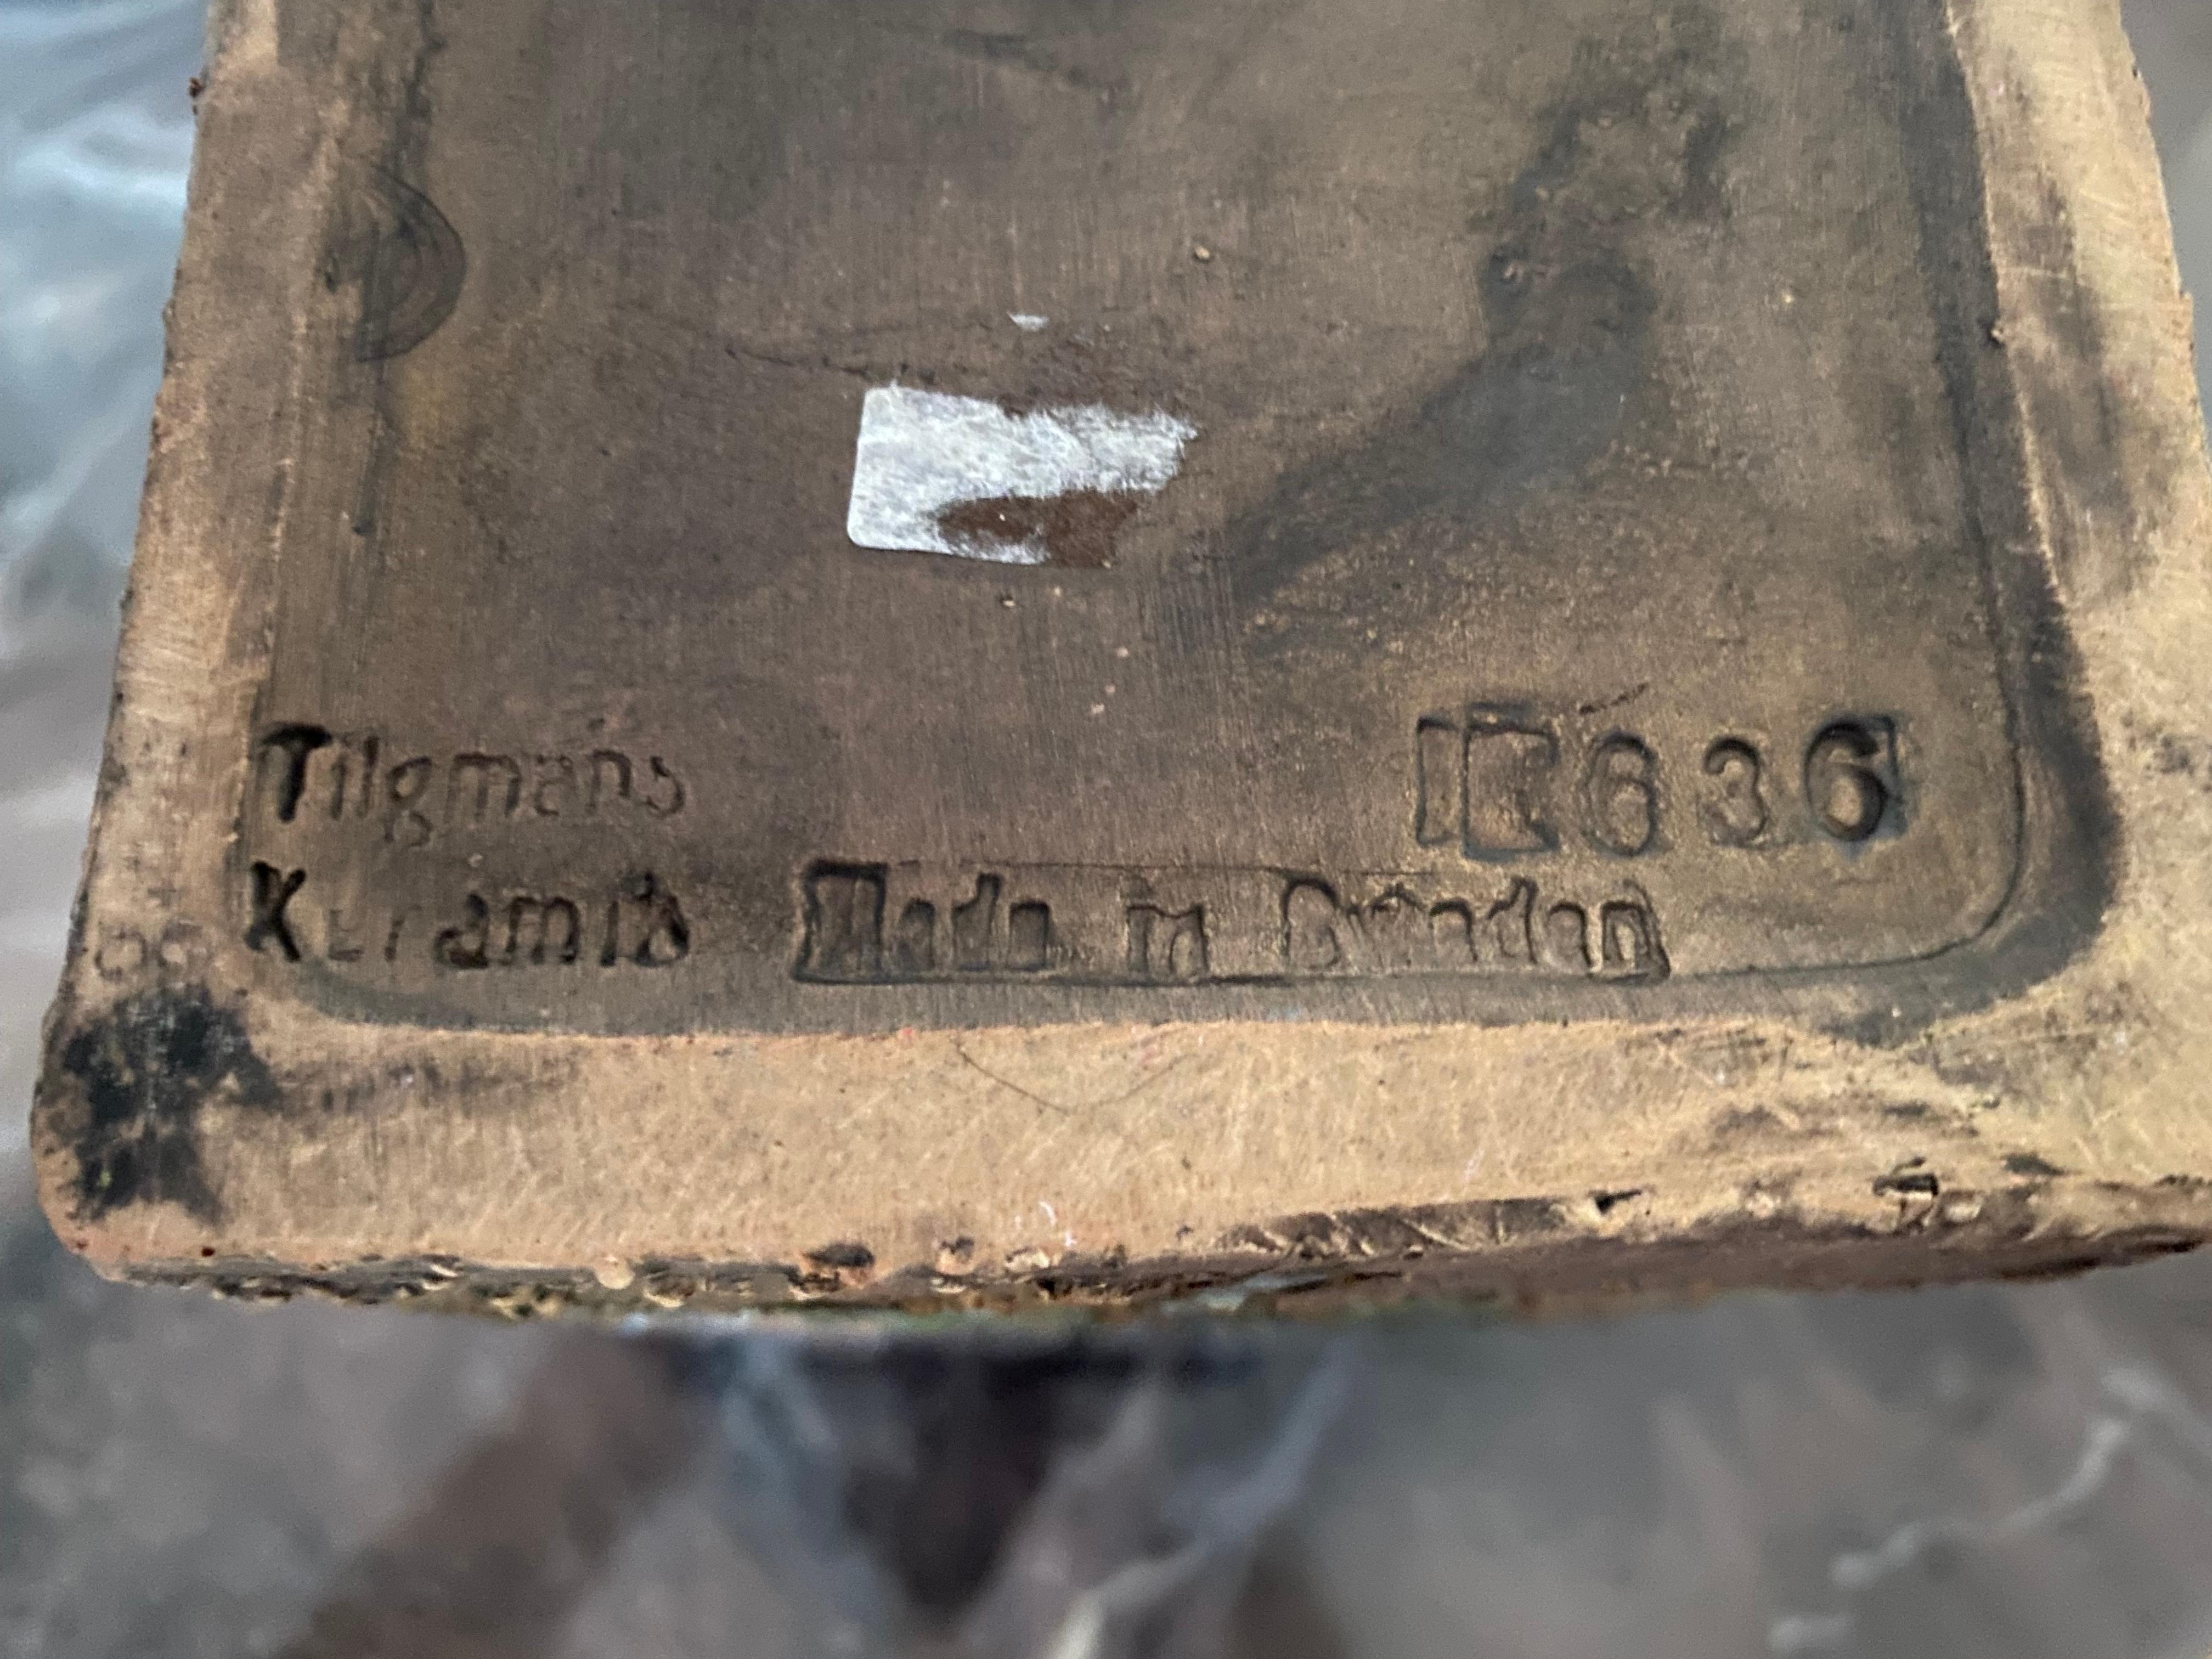 Tilgmans
R 636
Keramik
Made in Sweden